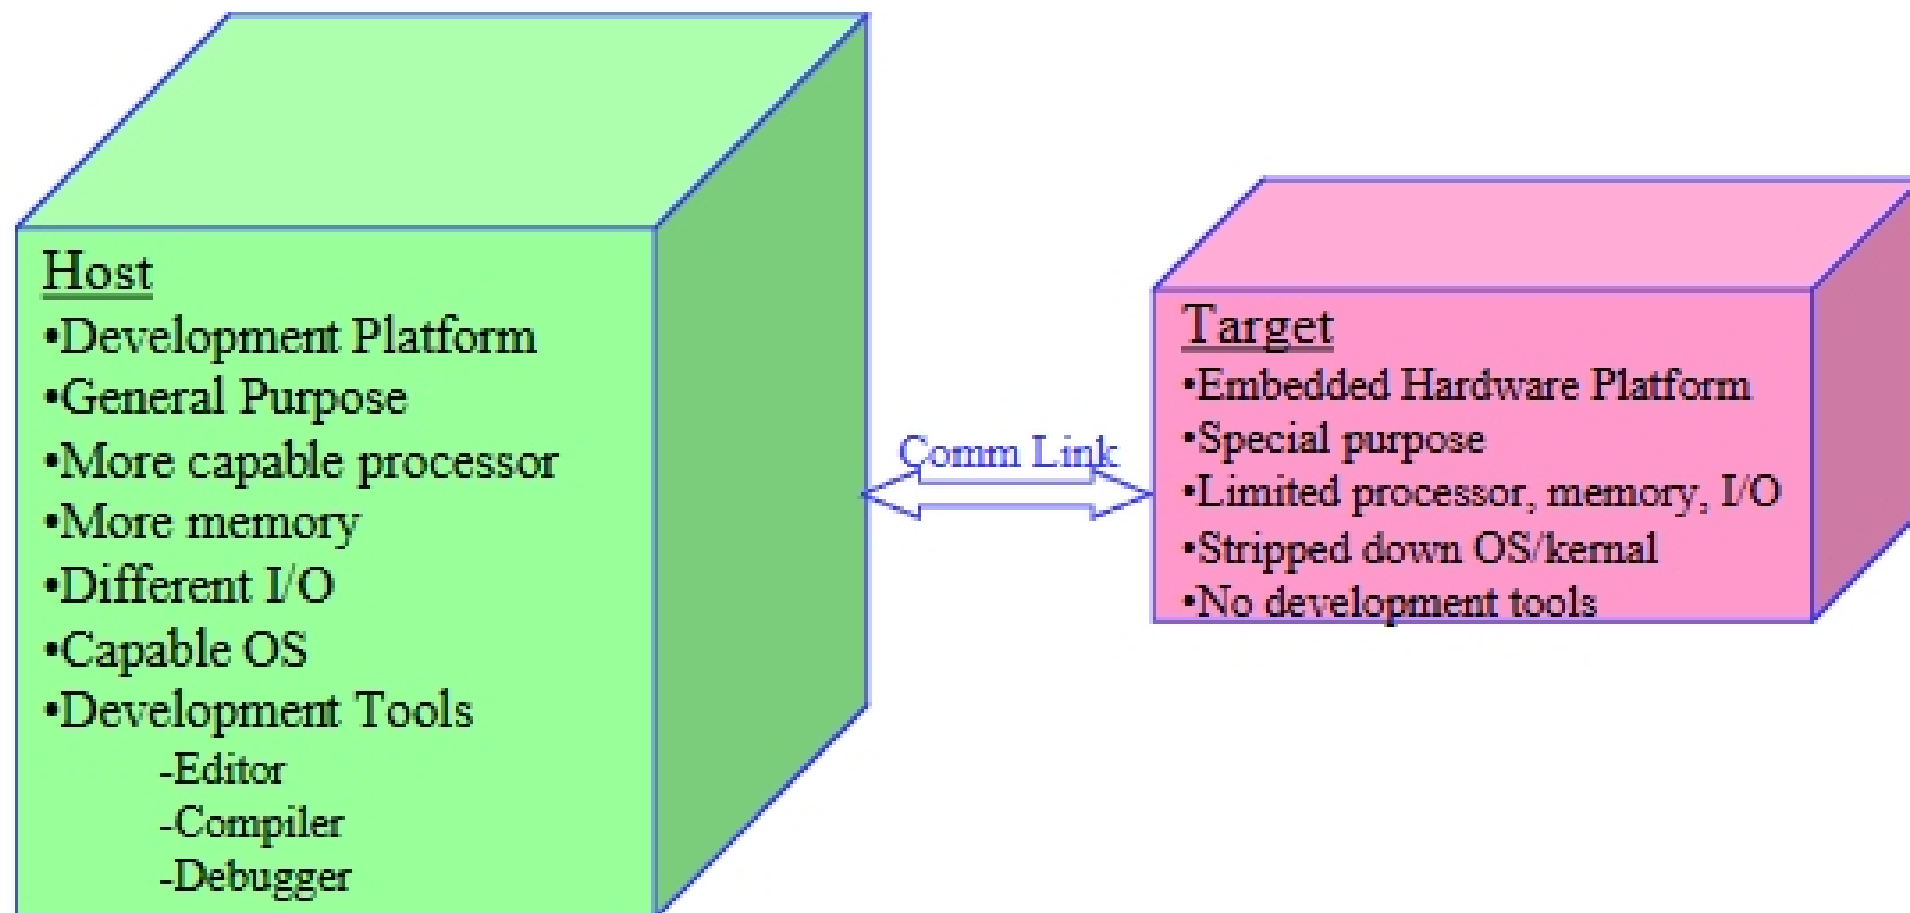 Host
•Development Platform
•General Purpose
•More capable processor
•More memory
•Different I/O
•Capable OS
•Development Tools
-Editor
-Compiler
-Debugger
Comm Link
Target
•Embedded Hardware Platform
•Special purpose
•Limited processor, memory, I/O
•Stripped down OS/kernal
•No development tools